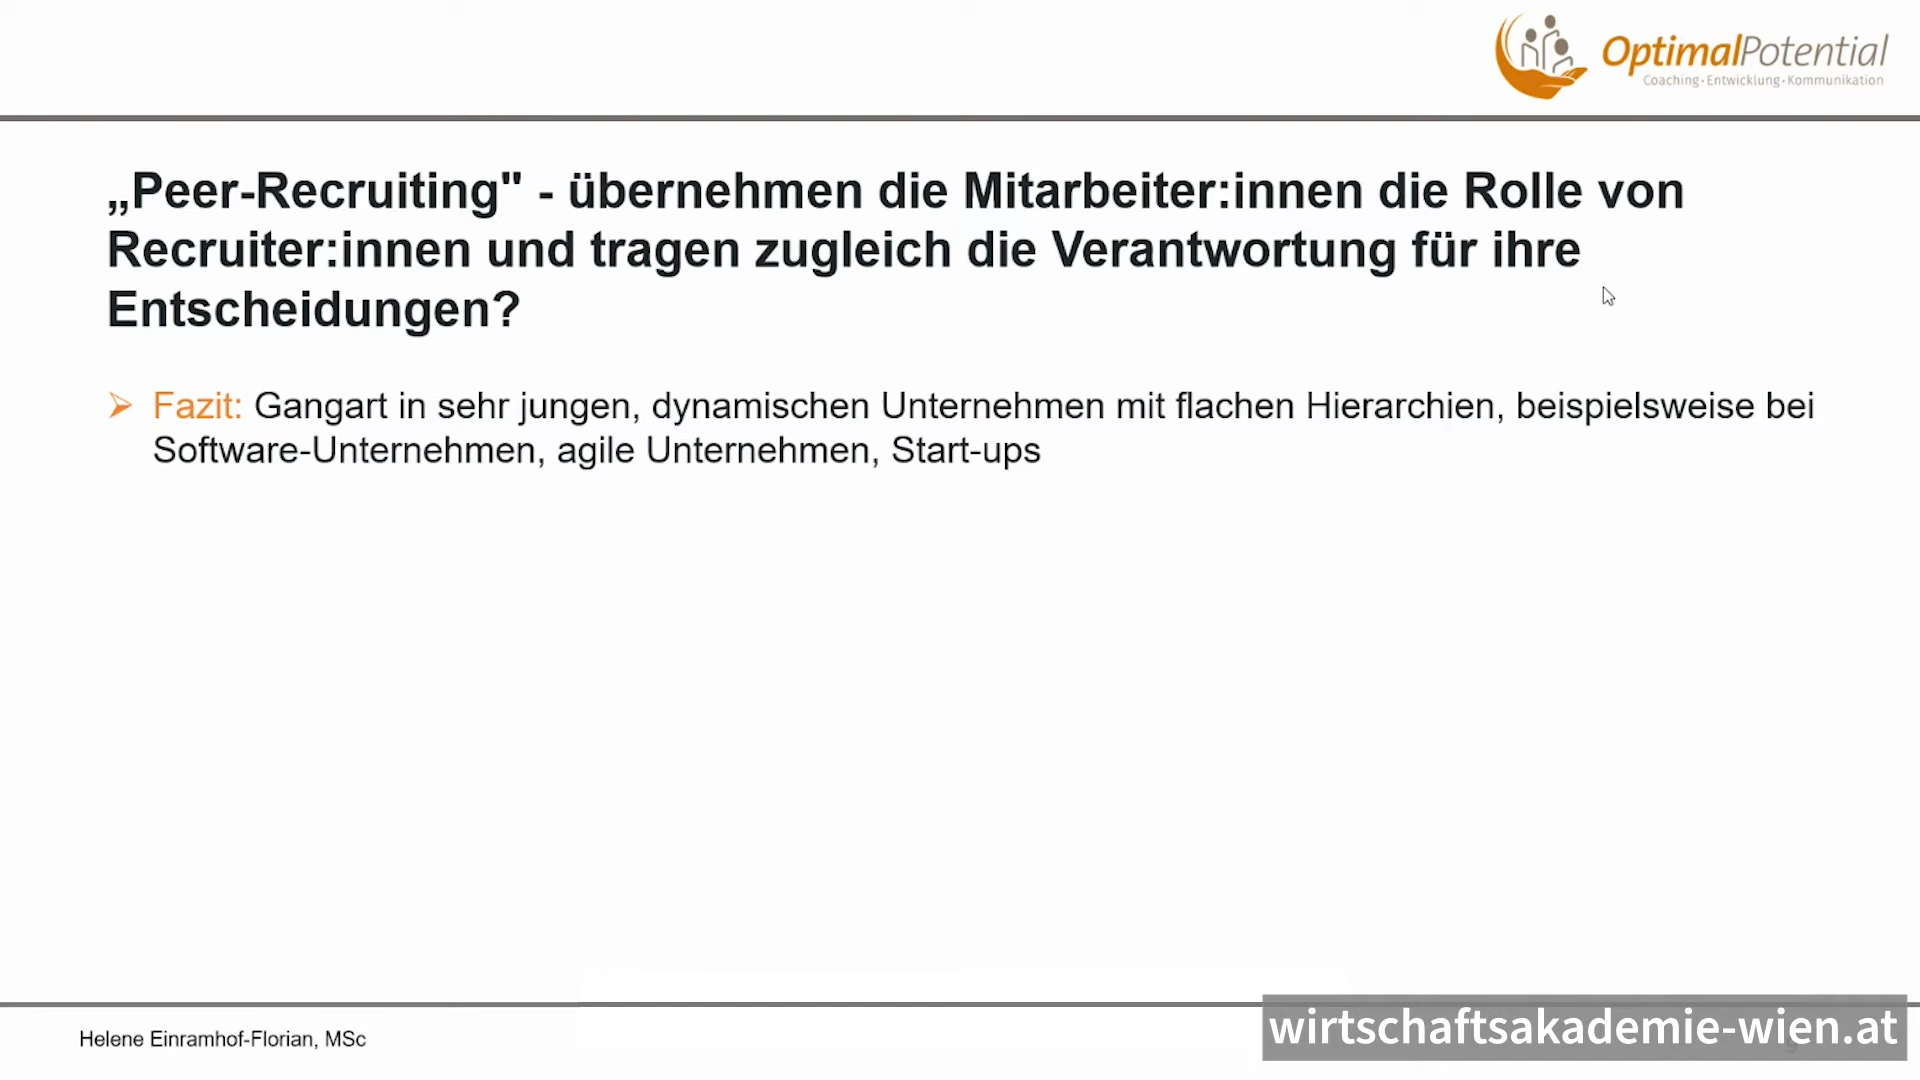 OptimalPotential
Coaching·Entwicklung·Kommunikation
„Peer-Recruiting" - übernehmen die Mitarbeiter:innen die Rolle von
Recruiter:innen und tragen zugleich die Verantwortung für ihre
Entscheidungen?
➢ Fazit: Gangart in sehr jungen, dynamischen Unternehmen mit flachen Hierarchien, beispielsweise bei
Software-Unternehmen, agile Unternehmen, Start-ups
Helene Einramhof-Florian, MSc
wirtschaftsakademie-wien.at